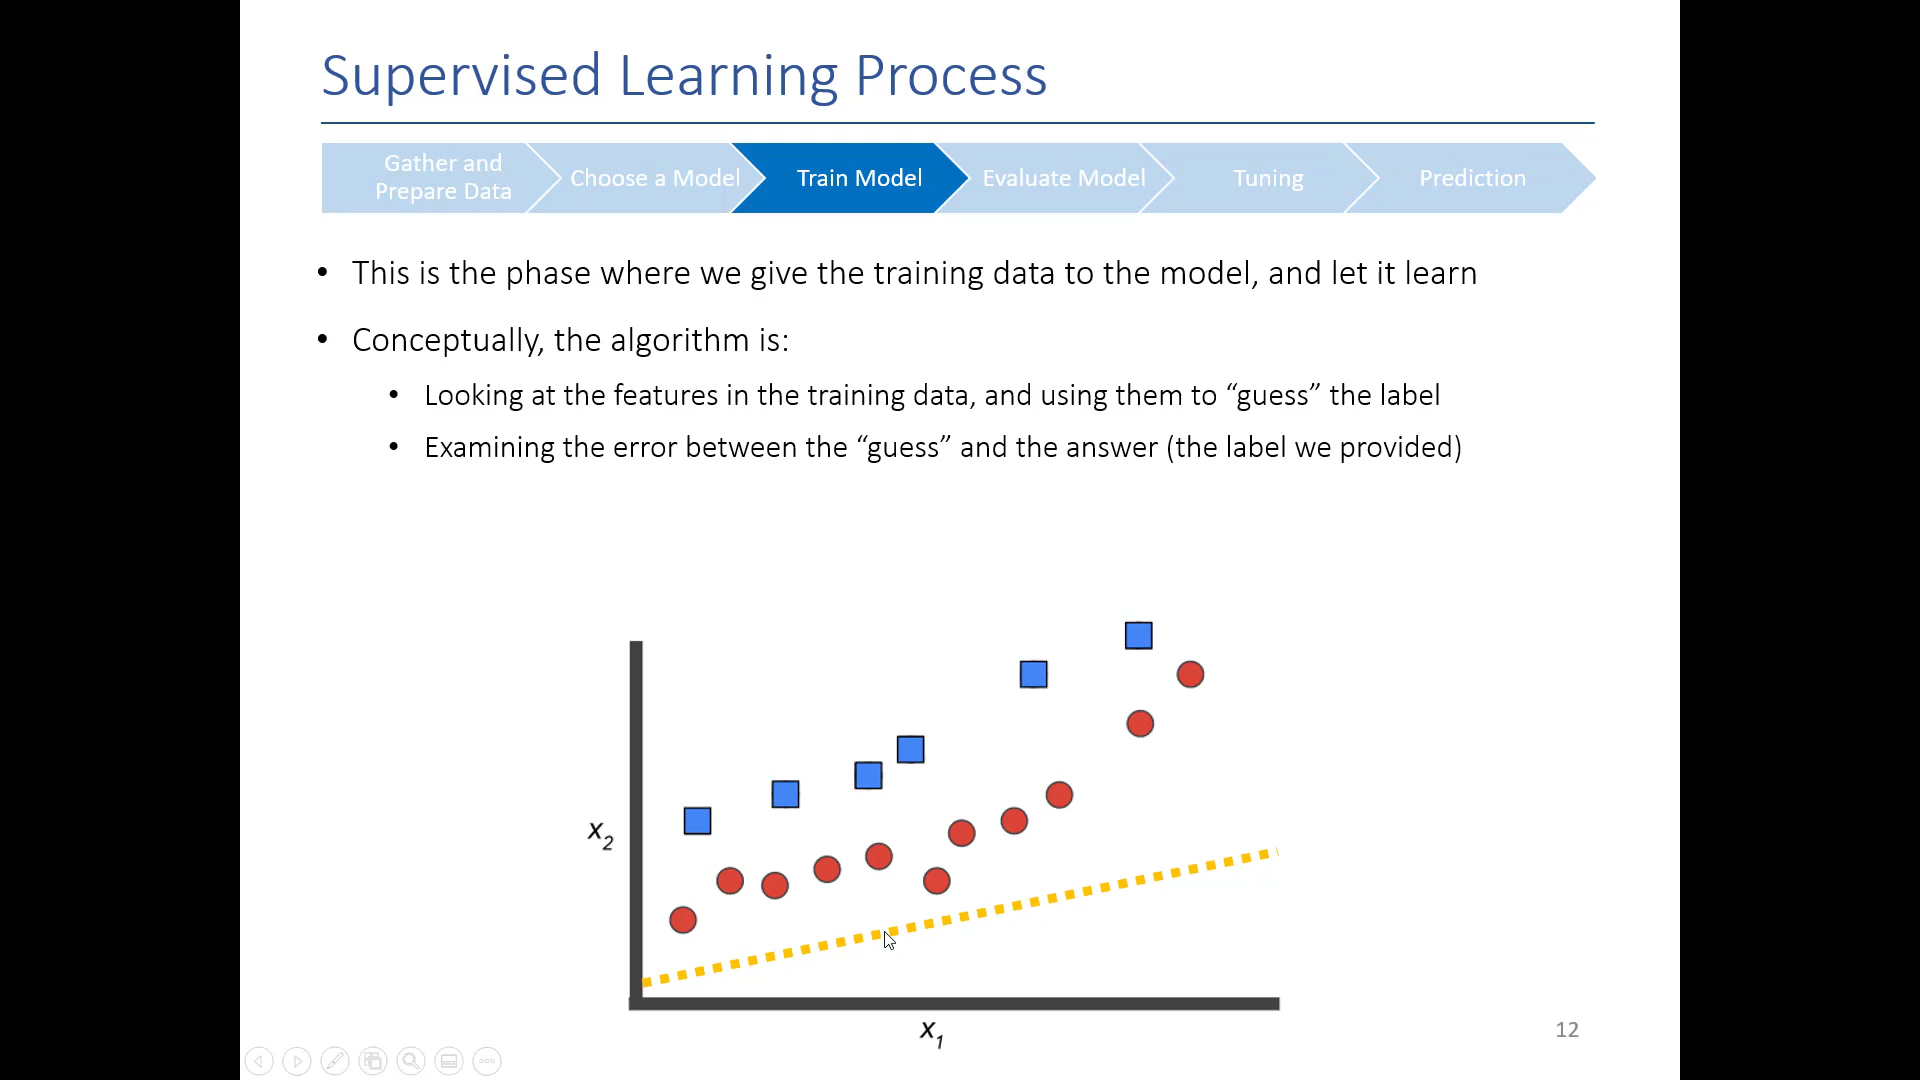 Supervised Learning Process
Gather and
Prepare Data
Choose a Model
Train Model
Evaluate Model
Tuning
Prediction
• This is the phase where we give the training data to the model, and let it learn
• Conceptually, the algorithm is:
• Looking at the features in the training data, and using them to “guess” the label
• Examining the error between the “guess” and the answer (the label we provided)
x2
x1
12